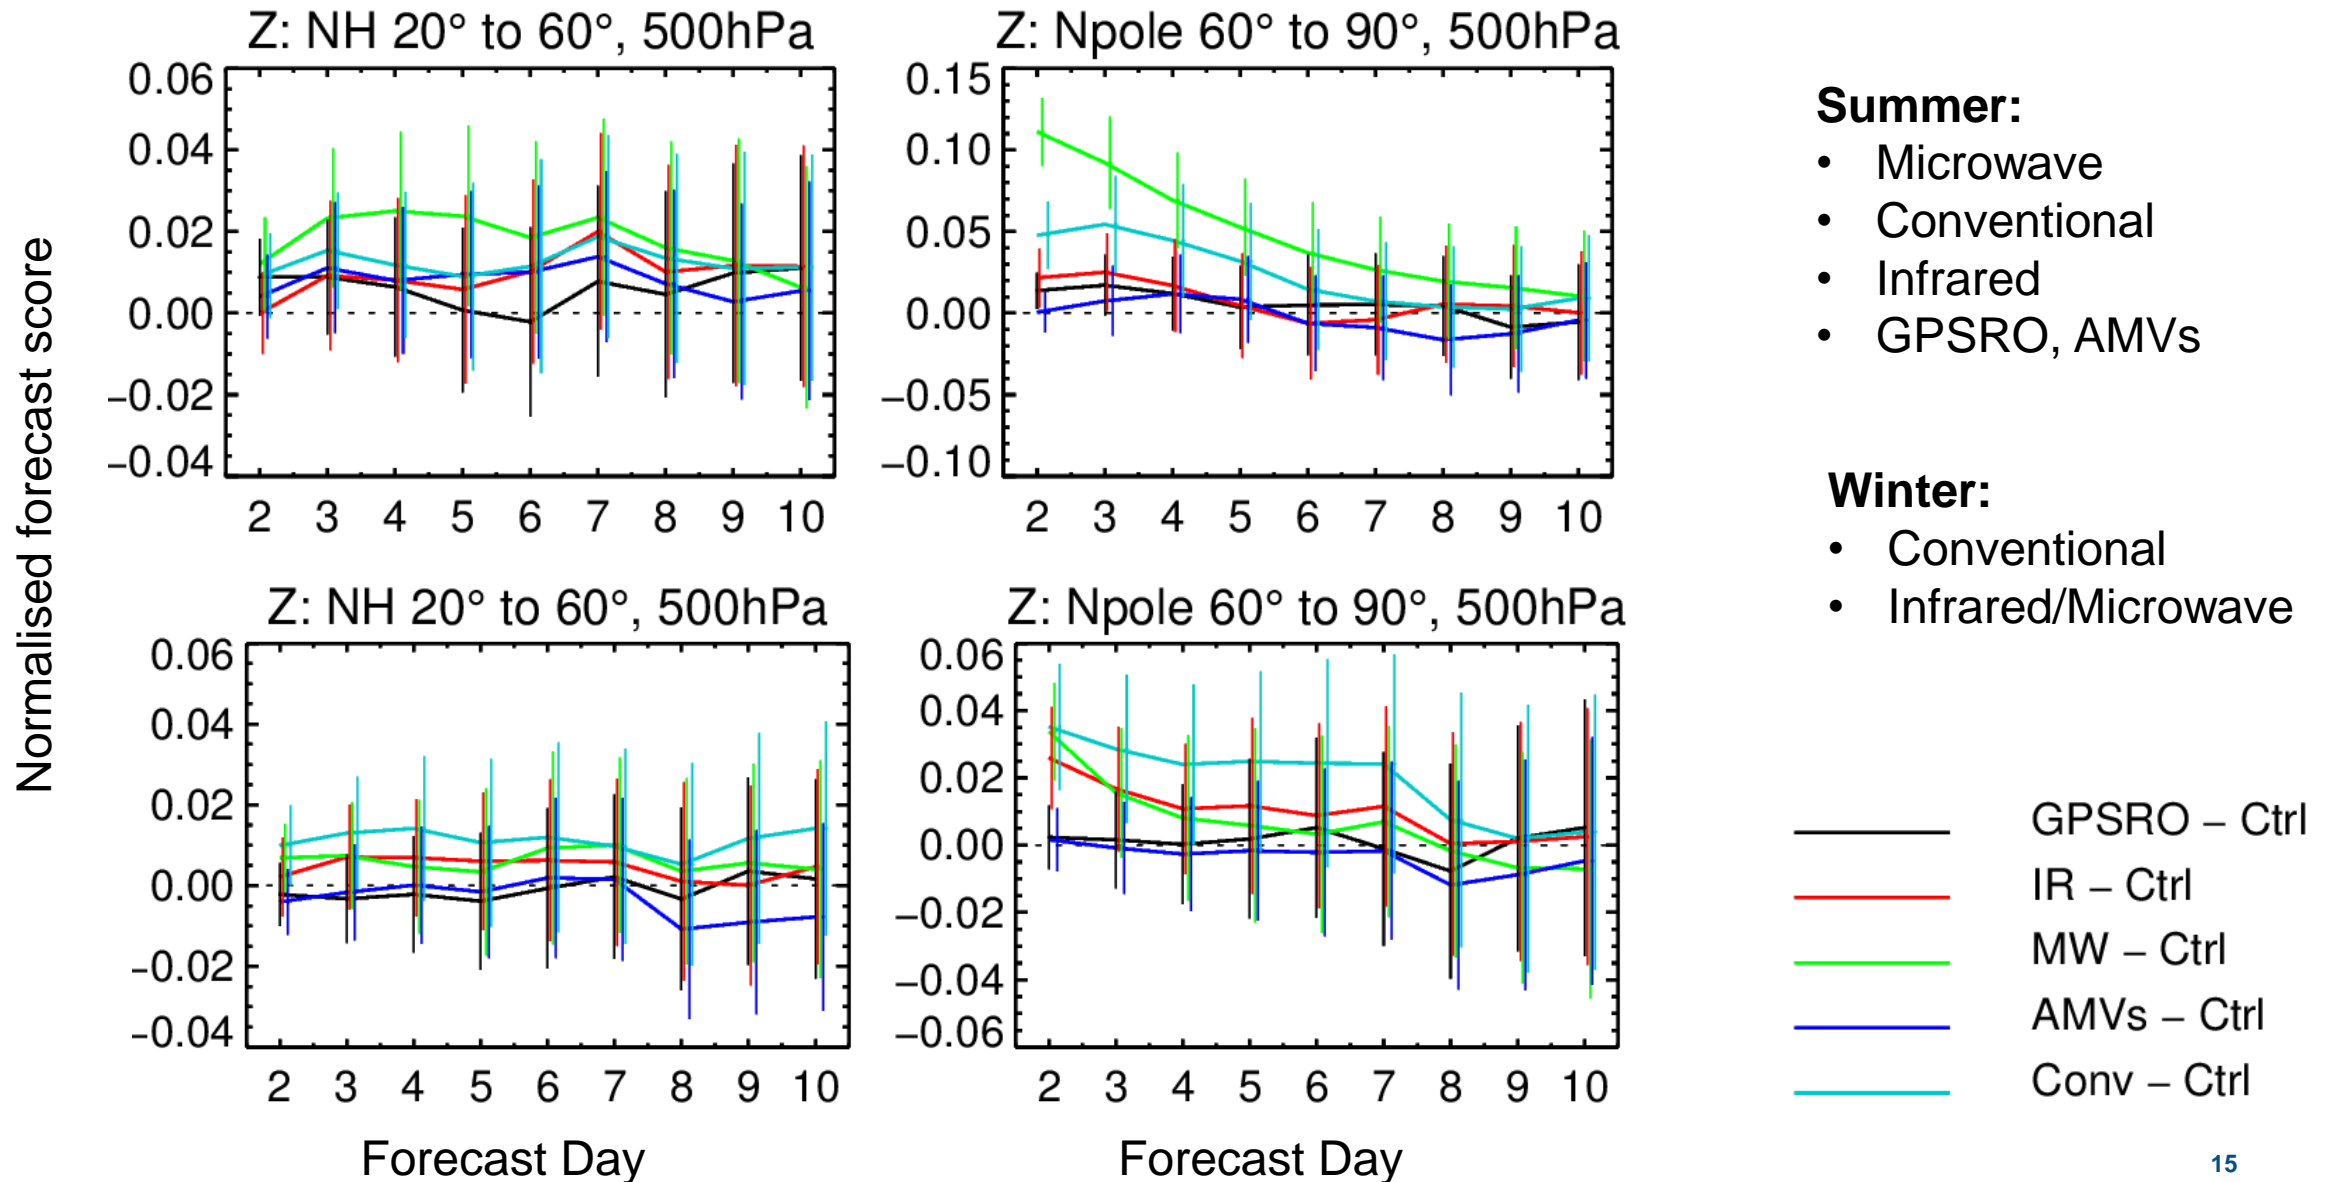 Z: NH 20° to 60°, 500hPa
0.06
0.04
0.02
0.00
−0.02
−0.04
2 3 4 5 6 7 8 9 10
Z: Npole 60° to 90°, 500hPa
0.15
0.10
0.05
0.00
−0.05
−0.10
2 3 4 5 6 7 8 9 10
Normalised forecast score
Z: NH 20° to 60°, 500hPa
0.06
0.04
0.02
0.00
−0.02
−0.04
2 3 4 5 6 7 8 9 10
Forecast Day
Z: Npole 60° to 90°, 500hPa
0.06
0.04
0.02
0.00
−0.02
−0.04
−0.06
2 3 4 5 6 7 8 9 10
Forecast Day
Summer:
• Microwave
• Conventional
• Infrared
• GPSRO, AMVs
Winter:
• Conventional
• Infrared/Microwave
GPSRO − Ctrl
IR − Ctrl
MW − Ctrl
AMVs − Ctrl
Conv − Ctrl
15